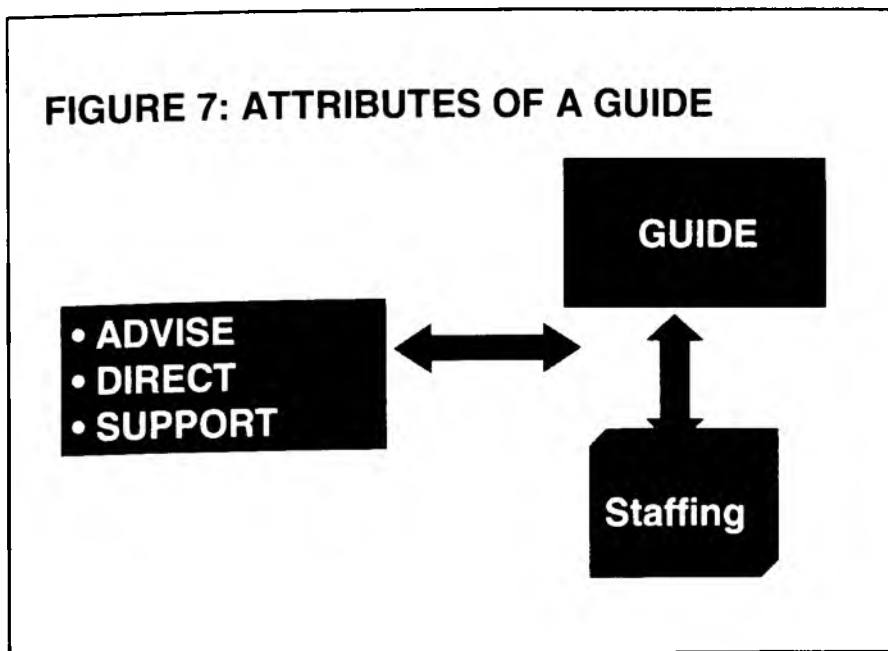 FIGURE 7: ATTRIBUTES OF A GUIDE
GUIDE
• ADVISE
• DIRECT
• SUPPORT
Staffing